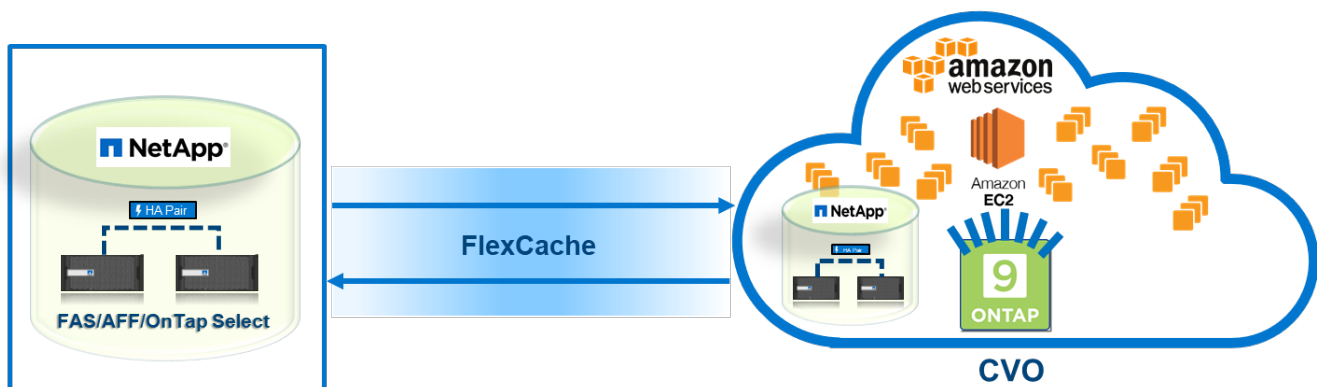 NetApp®
HA Pair
FAS/AFF/OnTap Select
FlexCache
amazon
web services
Amazon
EC2
NetApp®
HA Pair
9
ONTAP
CVO